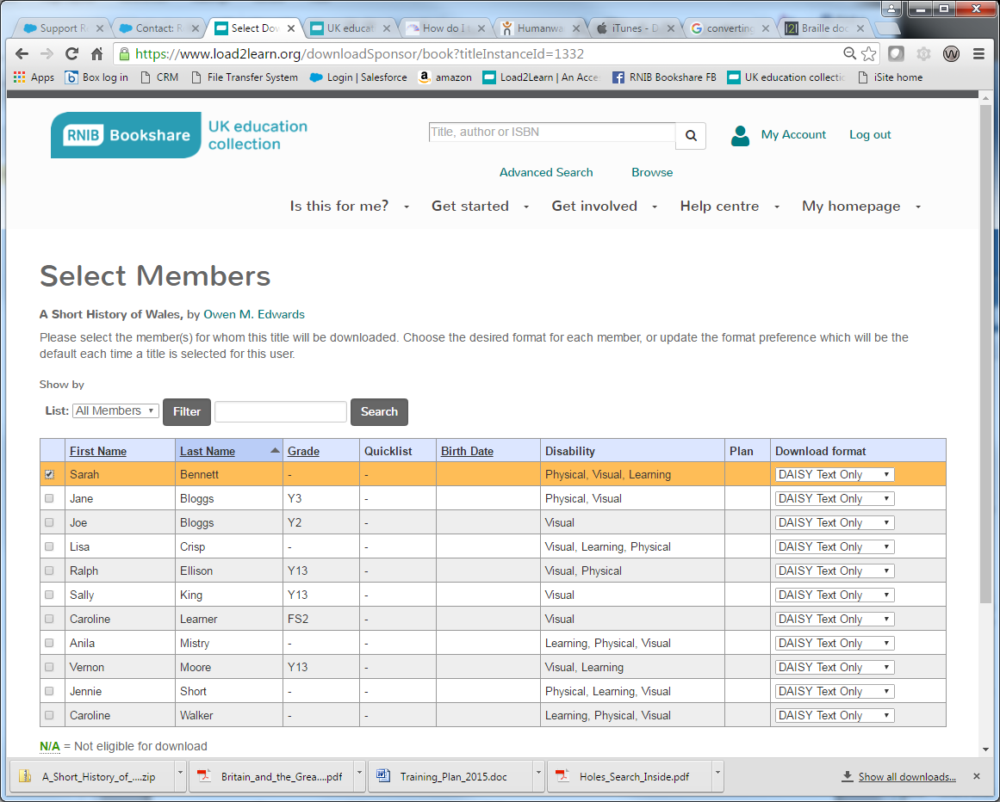 Support R
Contact: R
Select Dov
UK educat
How do I
Humanwa
iTunes - D
converting
Braille doc
https://www.load2learn.org/downloadSponsor/book?titleInstanceId=1332
Apps Box log in CRM File Transfer System Login | Salesforce amazon Load2Learn | An Acce RNIB Bookshare FB UK education collectio iSite home
RNIB Bookshare UK education collection
Title, author or ISBN
My Account Log out
Advanced Search Browse
Is this for me? Get started Get involved Help centre My homepage
Select Members
A Short History of Wales, by Owen M. Edwards
Please select the member(s) for whom this title will be downloaded. Choose the desired format for each member, or update the format preference which will be the
default each time a title is selected for this user.
Show by
List: All Members Filter Search
First Name Last Name Grade Quicklist Birth Date Disability Plan Download format
Sarah Bennett - - Physical, Visual, Learning DAISY Text Only
Jane Bloggs Y3 - Physical, Visual DAISY Text Only
Joe Bloggs Y2 - Visual DAISY Text Only
Lisa Crisp - - Visual, Learning, Physical DAISY Text Only
Ralph Ellison Y13 - Visual, Physical DAISY Text Only
Sally King Y13 - Visual DAISY Text Only
Caroline Learner FS2 - Visual DAISY Text Only
Anila Mistry - - Learning, Physical, Visual DAISY Text Only
Vernon Moore Y13 - Visual, Learning DAISY Text Only
Jennie Short - - Physical, Learning, Visual DAISY Text Only
Caroline Walker - - Learning, Physical, Visual DAISY Text Only
N/A = Not eligible for download
A_Short_History_of_....zip Britain_and_the_Grea....pdf Training_Plan_2015.doc Holes_Search_Inside.pdf Show all downloads...